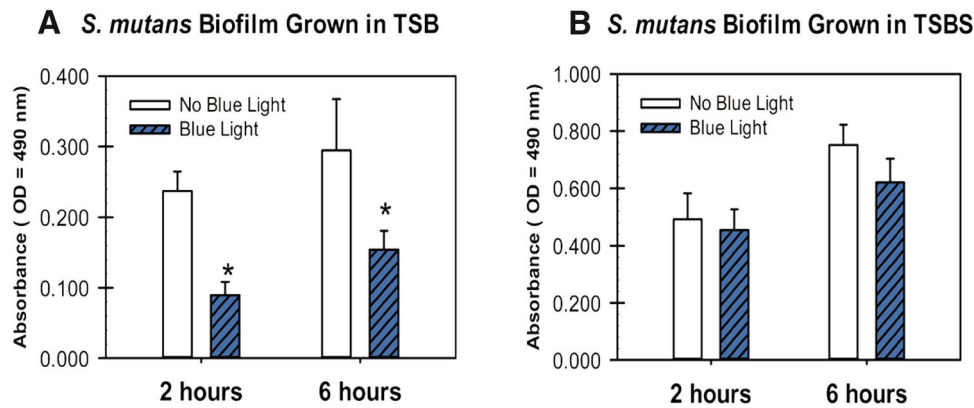 A S. mutans Biofilm Grown in TSB
Absorbance ( OD = 490 nm)
0.400
0.300
0.200
0.100
0.000
No Blue Light
Blue Light
*
*
2 hours 6 hours
B S. mutans Biofilm Grown in TSBS
Absorbance ( OD = 490 nm)
1.000
0.800
0.600
0.400
0.200
0.000
No Blue Light
Blue Light
2 hours 6 hours